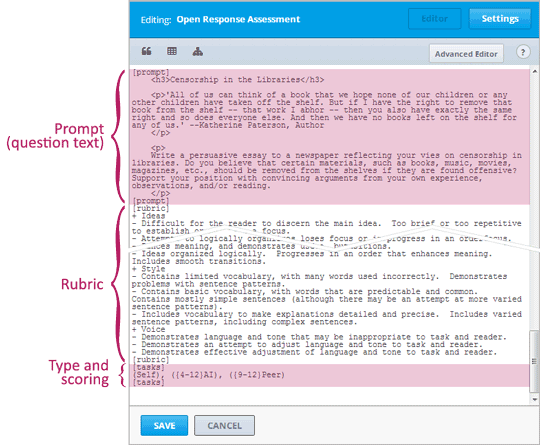 Editing: Open Response Assessment
Editor
Settings
Advanced Editor
?
Prompt
(question text)
[prompt]
<h3>Censorship in the Libraries</h3>
<p>'All of us can think of a book that we hope none of our children or any
other children have taken off the shelf. But if I have the right to remove that
book from the shelf -- that work I abhor -- then you also have exactly the same
right and so does everyone else. And then we have no books left on the shelf for
any of us.' --Katherine Paterson, Author
</p>
<p>
Write a persuasive essay to a newspaper reflecting your vies on censorship in
libraries. Do you believe that certain materials, such as books, music, movies,
magazines, etc., should be removed from the shelves if they are found offensive?
Support your position with convincing arguments from your own experience,
observations, and/or reading.
</p>
[prompt]
Rubric
[rubric]
+ Ideas
- Difficult for the reader to discern the main idea.  Too brief or too repetitive
to establish or a focus.
- Attempt to logically loses focus or progress in an
meaning, and demonstrates
- Ideas organized logically.  Progresses in an order that enhances meaning.
Includes smooth transitions.
+ Style
- Contains limited vocabulary, with many words used incorrectly.  Demonstrates
problems with sentence patterns.
- Contains basic vocabulary, with words that are predictable and common.
Contains mostly simple sentences (although there may be an attempt at more varied
sentence patterns).
- Includes vocabulary to make explanations detailed and precise.  Includes varied
sentence patterns, including complex sentences.
+ Voice
- Demonstrates language and tone that may be inappropriate to task and reader.
- Demonstrates an attempt to adjust language and tone to task and reader.
- Demonstrates effective adjustment of language and tone to task and reader.
[rubric]
Type and
scoring
[tasks]
(Self), ({4-12}AI), ({9-12}Peer)
[tasks]
SAVE
CANCEL